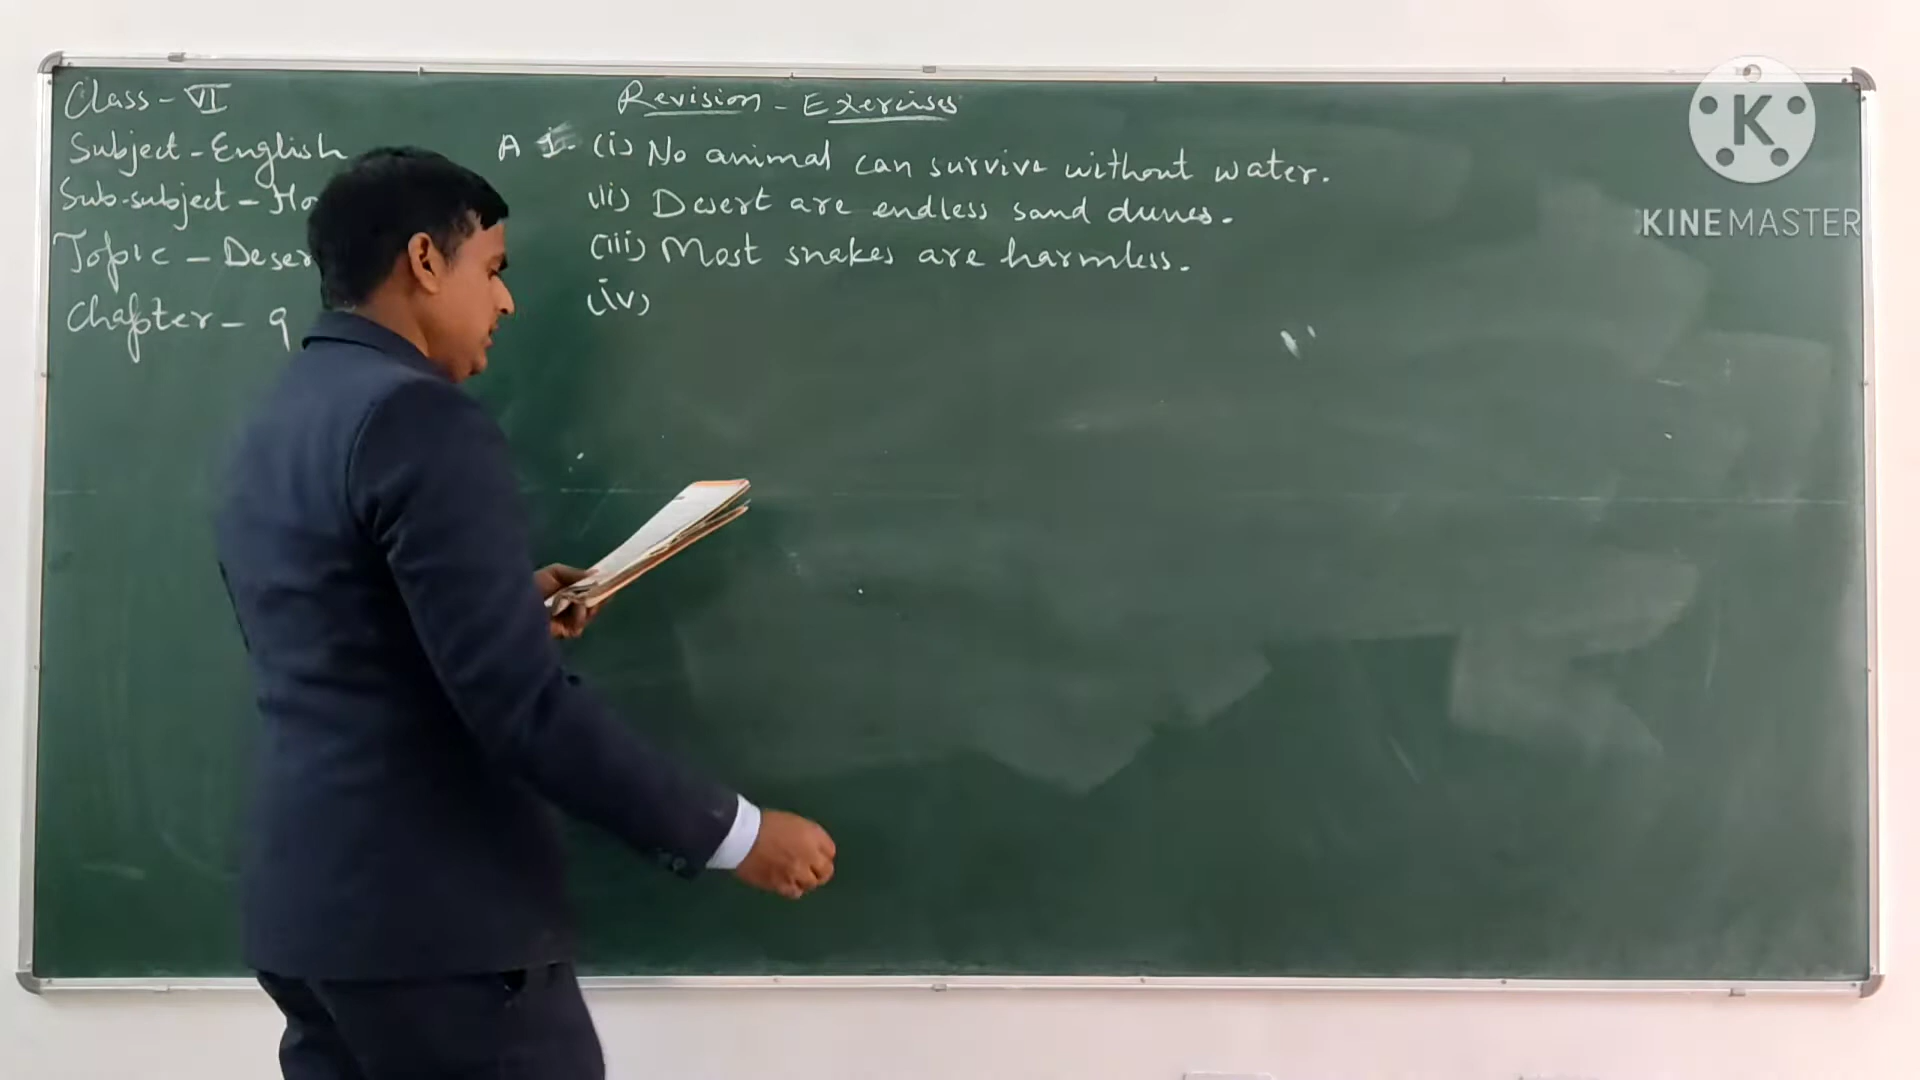 Class - VI
Subject - English
Sub-subject - Ho
Topic - Deser
Chapter - 9
Revision - Exercises
A 1. (i) No animal can survive without water.
(ii) Desert are endless sand dunes.
(iii) Most snakes are harmless.
(iv)
K
KINEMASTER